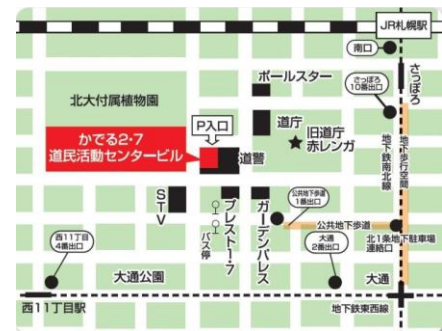 JR札幌駅
南口
さっぽろ
ポールスター
さっぽろ
10番出口
北大付属植物園
P入口
道庁
旧道庁
赤レンガ
地下鉄南北線
地下歩行空間
かでる2・7
道民活動センタービル
道警
STV
バス停
プレスト1・7
ガーデンパレス
公共地下歩道
1番出口
公共地下歩道
北1条地下駐車場
連絡口
西11丁目
4番出口
大通公園
大通
2番出口
大通
西11丁目駅
地下鉄東西線